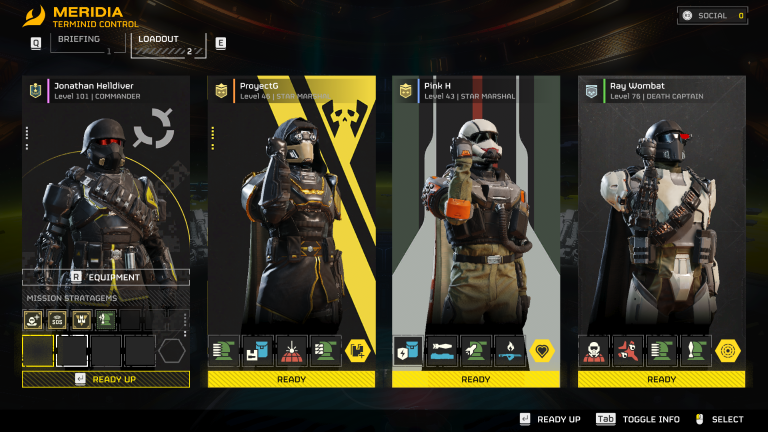 MERIDIA
TERMINID CONTROL
SOCIAL 0
Q
BRIEFING
1
LOADOUT
2
E
Jonathan Helldiver
Level 101 | COMMANDER
ProyectG
Level 46 | STAR MARSHAL
Pink H
Level 43 | STAR MARSHAL
Ray Wombat
Level 76 | DEATH CAPTAIN
R EQUIPMENT
MISSION STRATAGEMS
SOS
READY UP
READY
READY
READY
READY UP
Tab TOGGLE INFO
SELECT